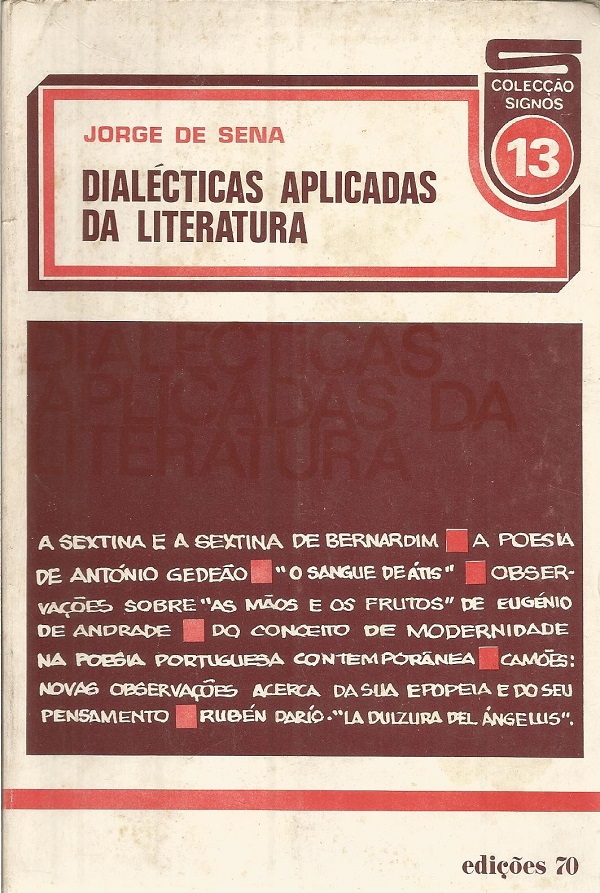 COLECÇÃO
SIGNOS
13
JORGE DE SENA
DIALÉCTICAS APLICADAS
DA LITERATURA
DIALÉCTICAS
APLICADAS DA
LITERATURA
A SEXTINA E A SEXTINA DE BERNARDIM A POESIA
DE ANTÓNIO GEDEÃO "O SANGUE DE ÁTIS" OBSER-
VAÇÕES SOBRE "AS MÃOS E OS FRUTOS" DE EUGÉNIO
DE ANDRADE DO CONCEITO DE MODERNIDADE
NA POESIA PORTUGUESA CONTEMPORÂNEA CAMÕES:
NOVAS OBSERVAÇÕES ACERCA DA SUA EPOPEIA E DO SEU
PENSAMENTO RUBÉN DARÍO-"LA DULZURA DEL ÁNGELUS".
edições 70